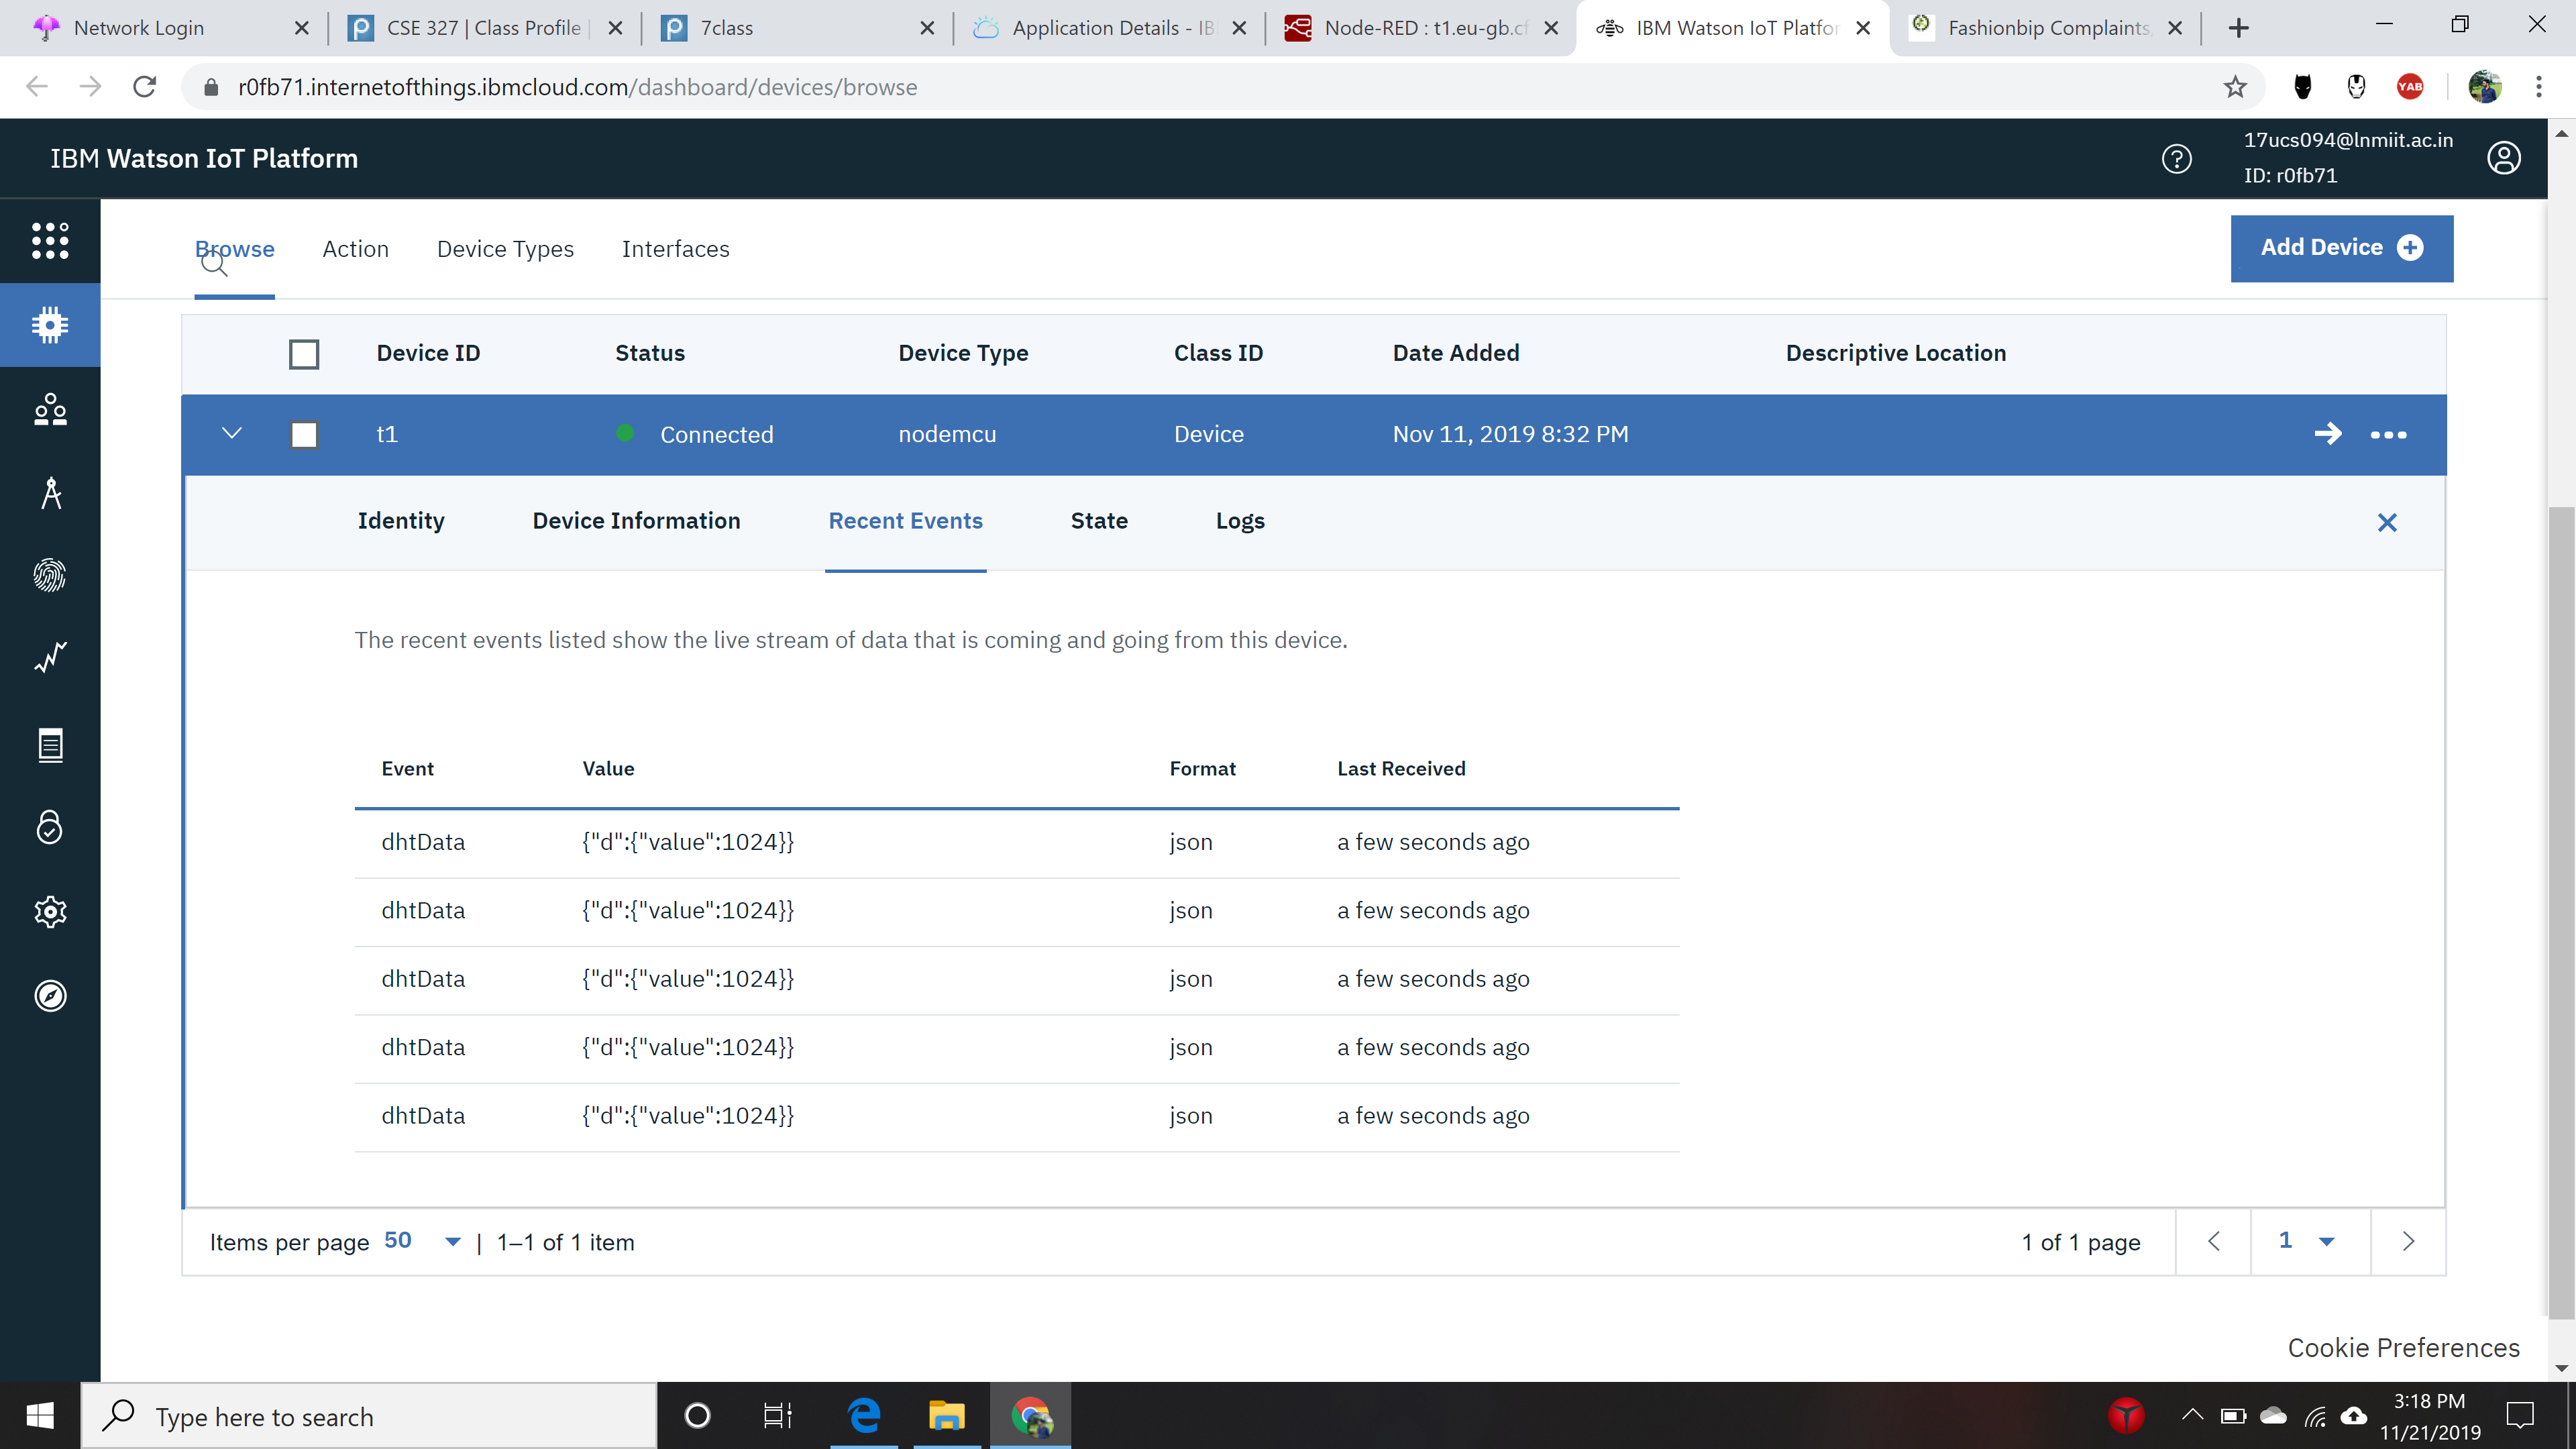 Network Login
CSE 327 | Class Profile |
7class
Application Details - IB
Node-RED : t1.eu-gb.cf
IBM Watson IoT Platfor
Fashionbip Complaints,
r0fb71.internetofthings.ibmcloud.com/dashboard/devices/browse
YAB
IBM Watson IoT Platform
17ucs094@lnmiit.ac.in
ID: r0fb71
Browse Action Device Types Interfaces
Add Device
Device ID Status Device Type Class ID Date Added Descriptive Location
t1 Connected nodemcu Device Nov 11, 2019 8:32 PM
Identity Device Information Recent Events State Logs
The recent events listed show the live stream of data that is coming and going from this device.
Event Value Format Last Received
dhtData {"d":{"value":1024}} json a few seconds ago
dhtData {"d":{"value":1024}} json a few seconds ago
dhtData {"d":{"value":1024}} json a few seconds ago
dhtData {"d":{"value":1024}} json a few seconds ago
dhtData {"d":{"value":1024}} json a few seconds ago
Items per page 50 | 1–1 of 1 item
1 of 1 page 1
Cookie Preferences
Type here to search
3:18 PM
11/21/2019